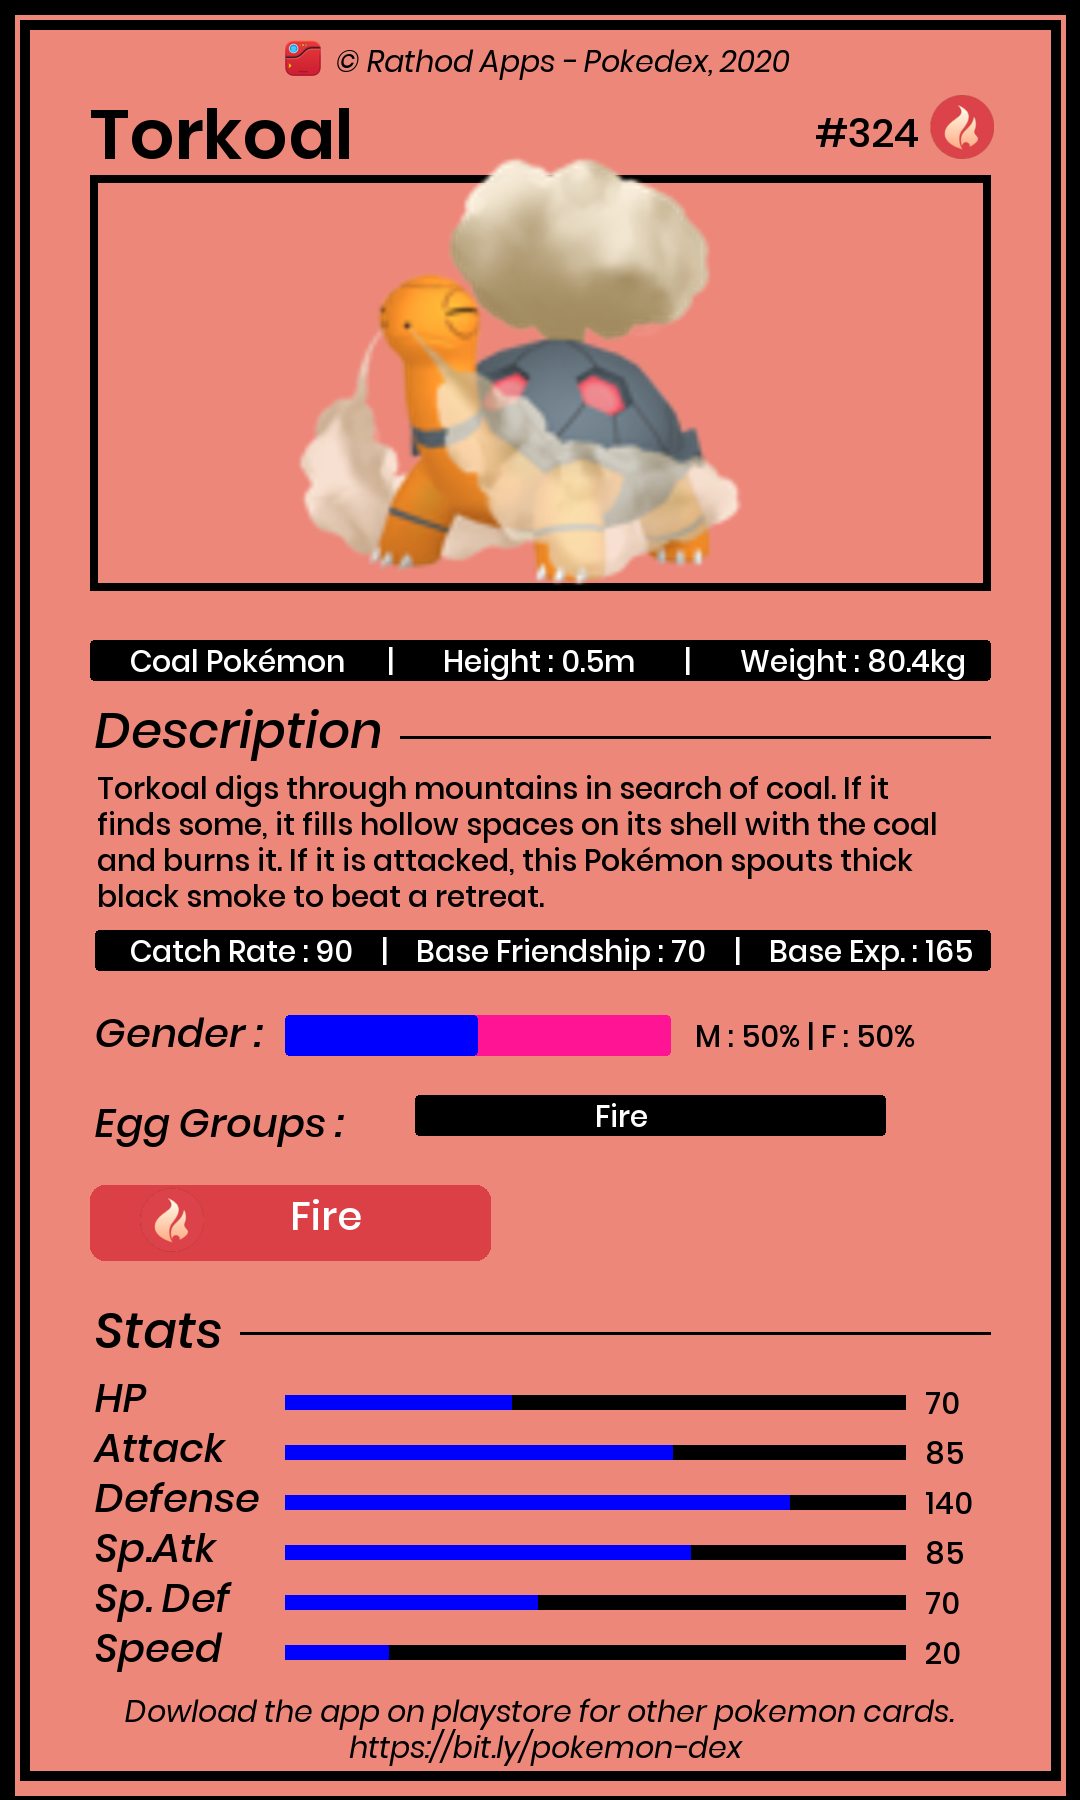 © Rathod Apps - Pokedex, 2020
Torkoal
#324
Coal Pokémon | Height : 0.5m | Weight : 80.4kg
Description
Torkoal digs through mountains in search of coal. If it
finds some, it fills hollow spaces on its shell with the coal
and burns it. If it is attacked, this Pokémon spouts thick
black smoke to beat a retreat.
Catch Rate : 90 | Base Friendship : 70 | Base Exp. : 165
Gender : M : 50% | F : 50%
Egg Groups : Fire
Fire
Stats
HP 70
Attack 85
Defense 140
Sp.Atk 85
Sp. Def 70
Speed 20
Dowload the app on playstore for other pokemon cards.
https://bit.ly/pokemon-dex